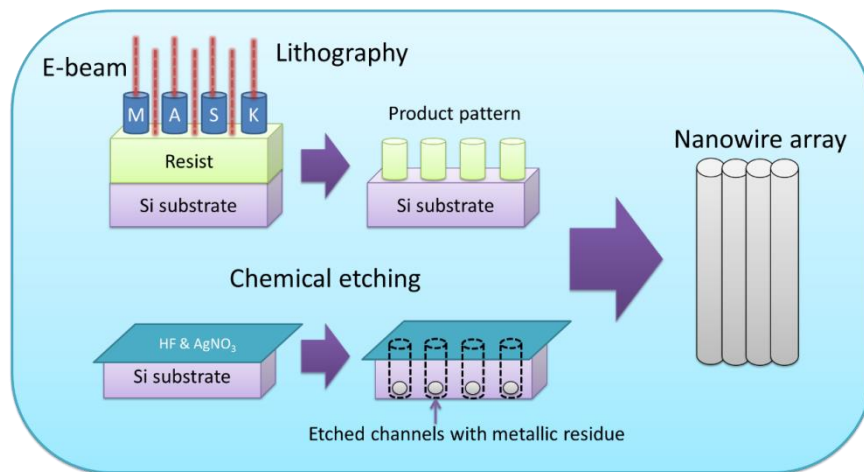 Lithography
E-beam
M A S K
Resist
Si substrate
Product pattern
Si substrate
Nanowire array
Chemical etching
HF & AgNO₃
Si substrate
Etched channels with metallic residue